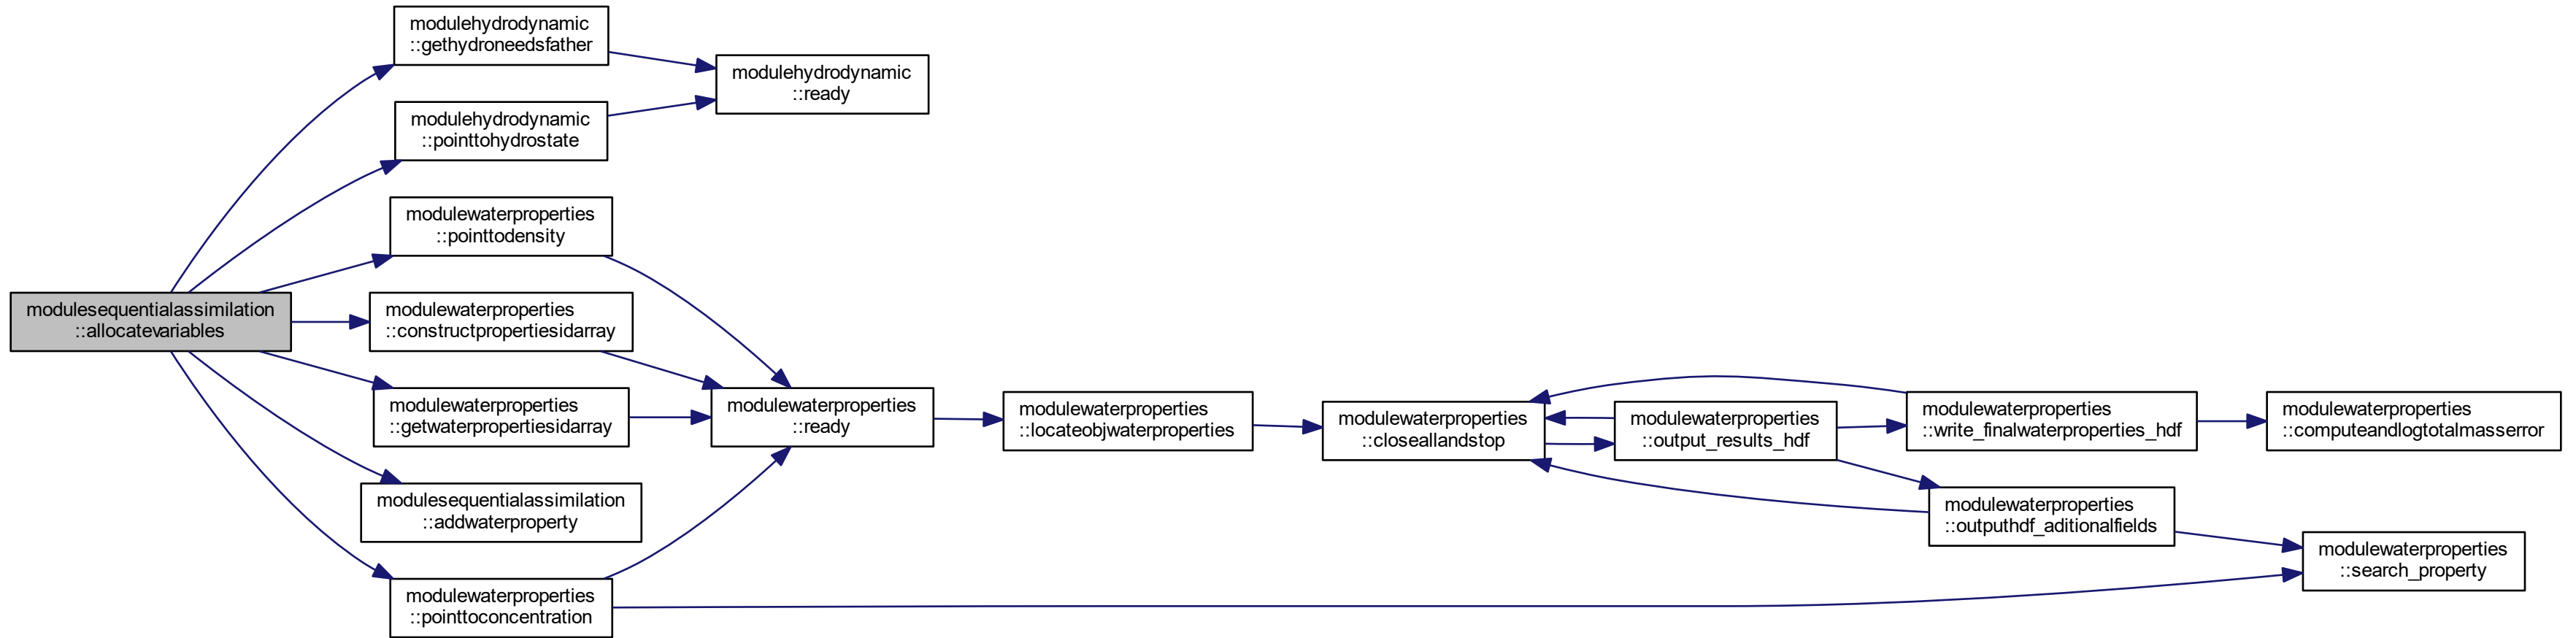 modulehydrodynamic
::gethydroneedsfather
modulehydrodynamic
::ready
modulehydrodynamic
::pointtohydrostate
modulewaterproperties
::pointtodensity
modulesequentialassimilation
::allocatevariables
modulewaterproperties
::constructpropertiesidarray
modulewaterproperties
::getwaterpropertiesidarray
modulewaterproperties
::ready
modulewaterproperties
::locateobjwaterproperties
modulewaterproperties
::closeallandstop
modulewaterproperties
::output_results_hdf
modulewaterproperties
::write_finalwaterproperties_hdf
modulewaterproperties
::computeandlogtotalmasserror
modulesequentialassimilation
::addwaterproperty
modulewaterproperties
::outputhdf_aditionalfields
modulewaterproperties
::search_property
modulewaterproperties
::pointtoconcentration